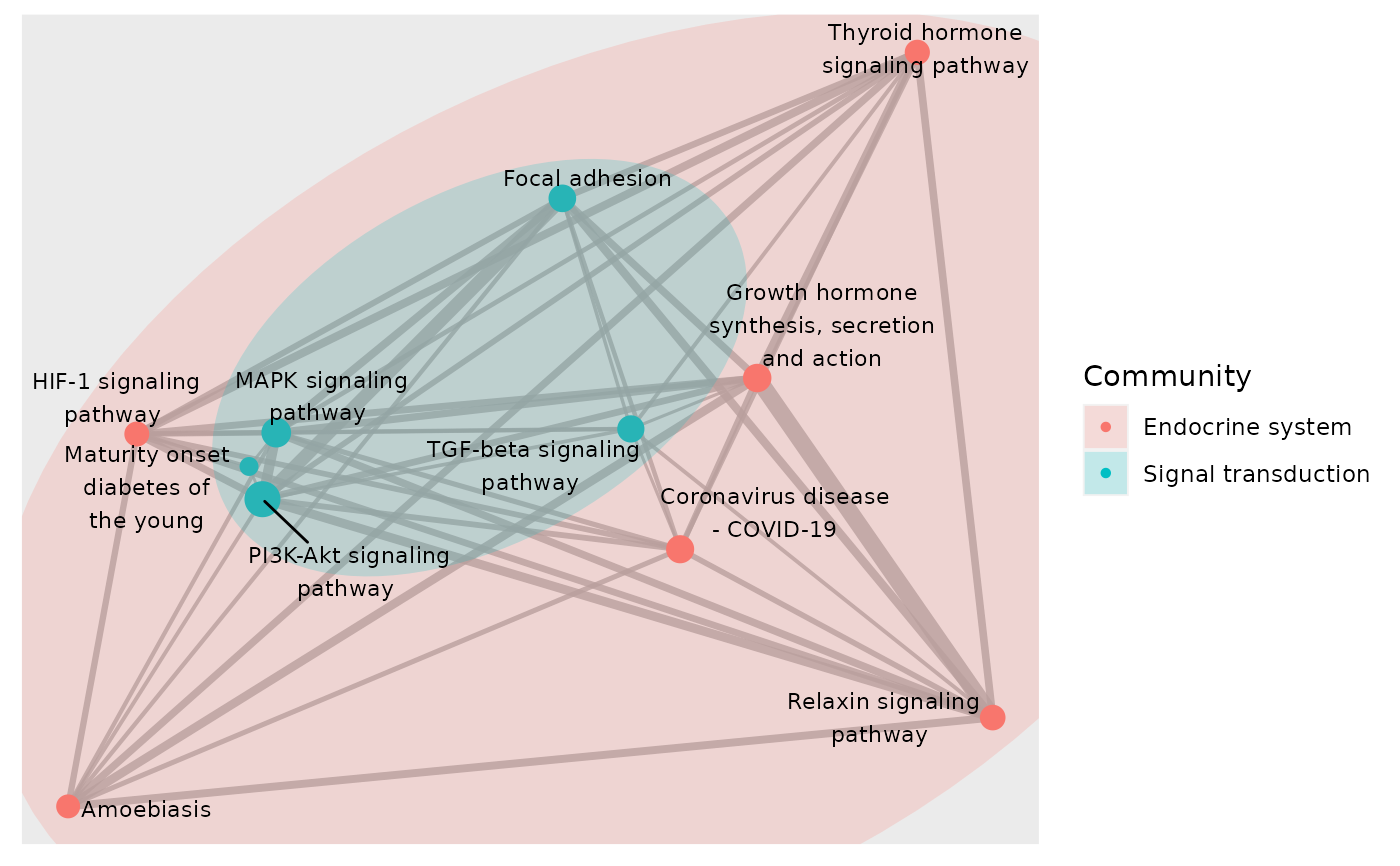 Thyroid hormone
signaling pathway
Focal adhesion
Growth hormone
synthesis, secretion
and action
HIF-1 signaling
pathway
MAPK signaling
pathway
Maturity onset
diabetes of
the young
TGF-beta signaling
pathway
Coronavirus disease
- COVID-19
PI3K-Akt signaling
pathway
Relaxin signaling
pathway
Amoebiasis
Community
Endocrine system
Signal transduction